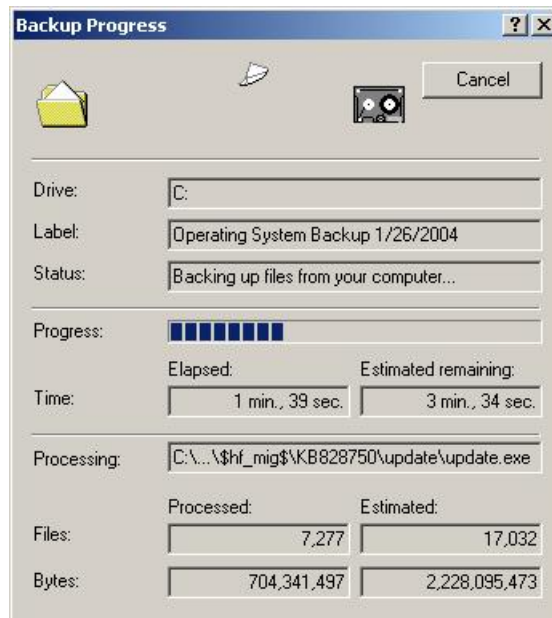 Backup Progress
Cancel
Drive: C:
Label: Operating System Backup 1/26/2004
Status: Backing up files from your computer...
Progress:
Elapsed: Estimated remaining:
Time: 1 min., 39 sec. 3 min., 34 sec.
Processing: C:\...\$hf_mig$\KB828750\update\update.exe
Processed: Estimated:
Files: 7,277 17,032
Bytes: 704,341,497 2,228,095,473